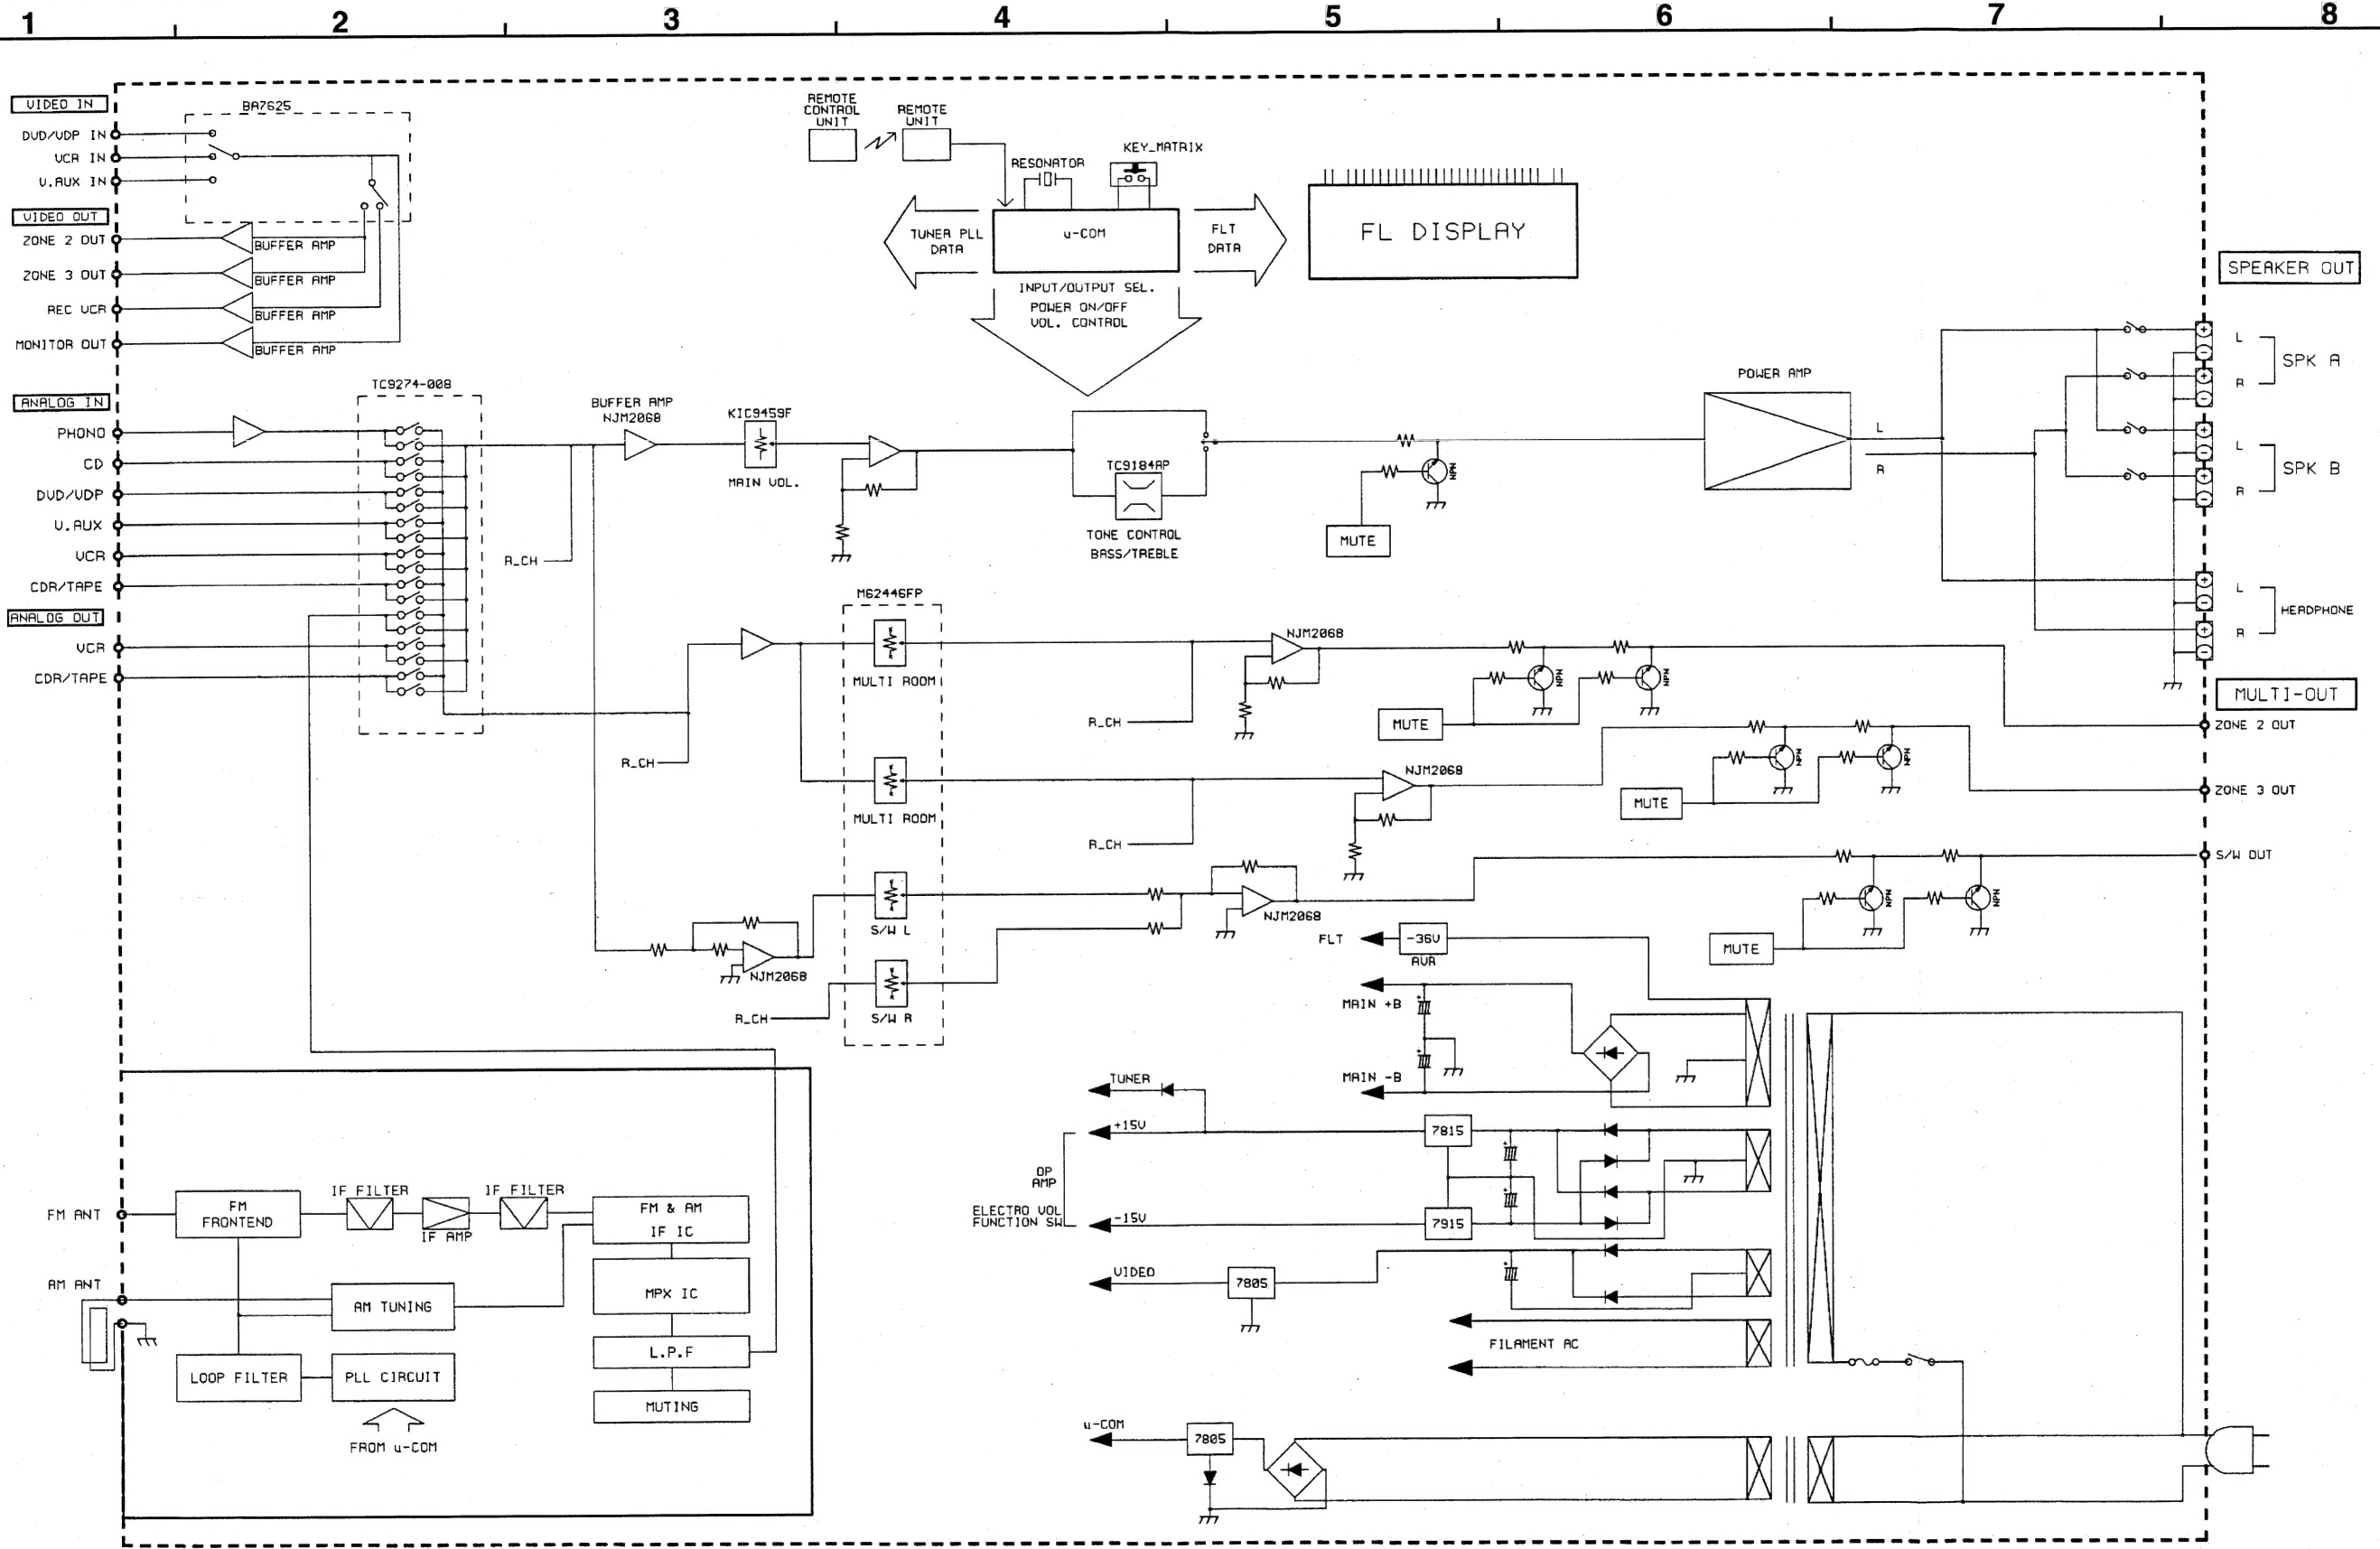 1 2 3 4 5 6 7 8
VIDEO IN
BA7625
DVD/VDP IN
VCR IN
V.AUX IN
VIDEO OUT
ZONE 2 OUT
BUFFER AMP
ZONE 3 OUT
BUFFER AMP
REC VCR
BUFFER AMP
MONITOR OUT
BUFFER AMP
REMOTE
CONTROL
UNIT
REMOTE
UNIT
RESONATOR
KEY_MATRIX
TUNER PLL
DATA
u-COM
FLT
DATA
FL DISPLAY
INPUT/OUTPUT SEL.
POWER ON/OFF
VOL. CONTROL
SPEAKER OUT
ANALOG IN
TC9274-008
PHONO
CD
DVD/VDP
V.AUX
VCR
CDR/TAPE
ANALOG OUT
VCR
CDR/TAPE
BUFFER AMP
NJM2068
KIC9459F
MAIN VOL.
R_CH
TC9184AP
TONE CONTROL
BASS/TREBLE
NPN
MUTE
POWER AMP
L
R
L
R
SPK A
L
R
SPK B
L
R
HEADPHONE
M62446FP
MULTI ROOM
R_CH
R_CH
NJM2068
MUTE
NPN
NPN
MULTI-OUT
ZONE 2 OUT
MULTI ROOM
R_CH
NJM2068
MUTE
NPN
NPN
ZONE 3 OUT
S/W L
NJM2068
NJM2068
MUTE
NPN
NPN
S/W OUT
R_CH
S/W R
FLT
-36V
AVR
MAIN +B
MAIN -B
TUNER
+15V
7815
OP
AMP
ELECTRO VOL
FUNCTION SW
-15V
7915
VIDEO
7805
FILAMENT AC
u-COM
7805
FM ANT
FM
FRONTEND
IF FILTER
IF AMP
IF FILTER
FM & AM
IF IC
AM ANT
AM TUNING
MPX IC
L.P.F
LOOP FILTER
PLL CIRCUIT
MUTING
FROM u-COM